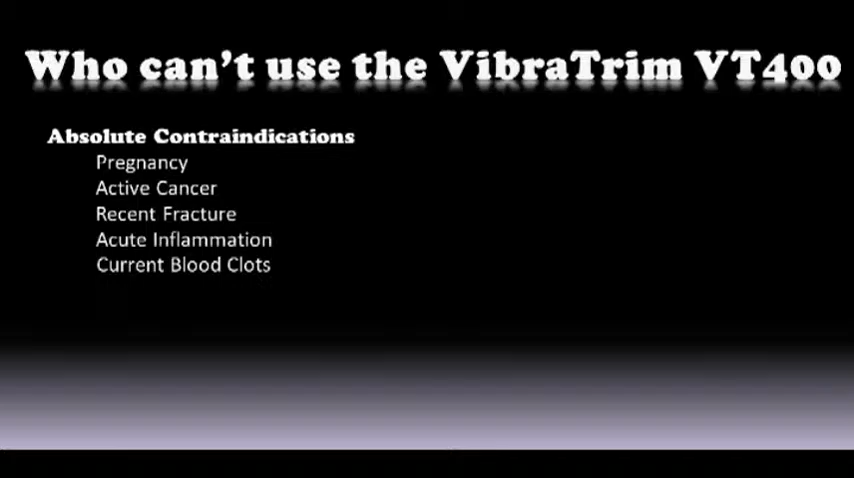 Who can't use the VibraTrim VT400
Absolute Contraindications
Pregnancy
Active Cancer
Recent Fracture
Acute Inflammation
Current Blood Clots